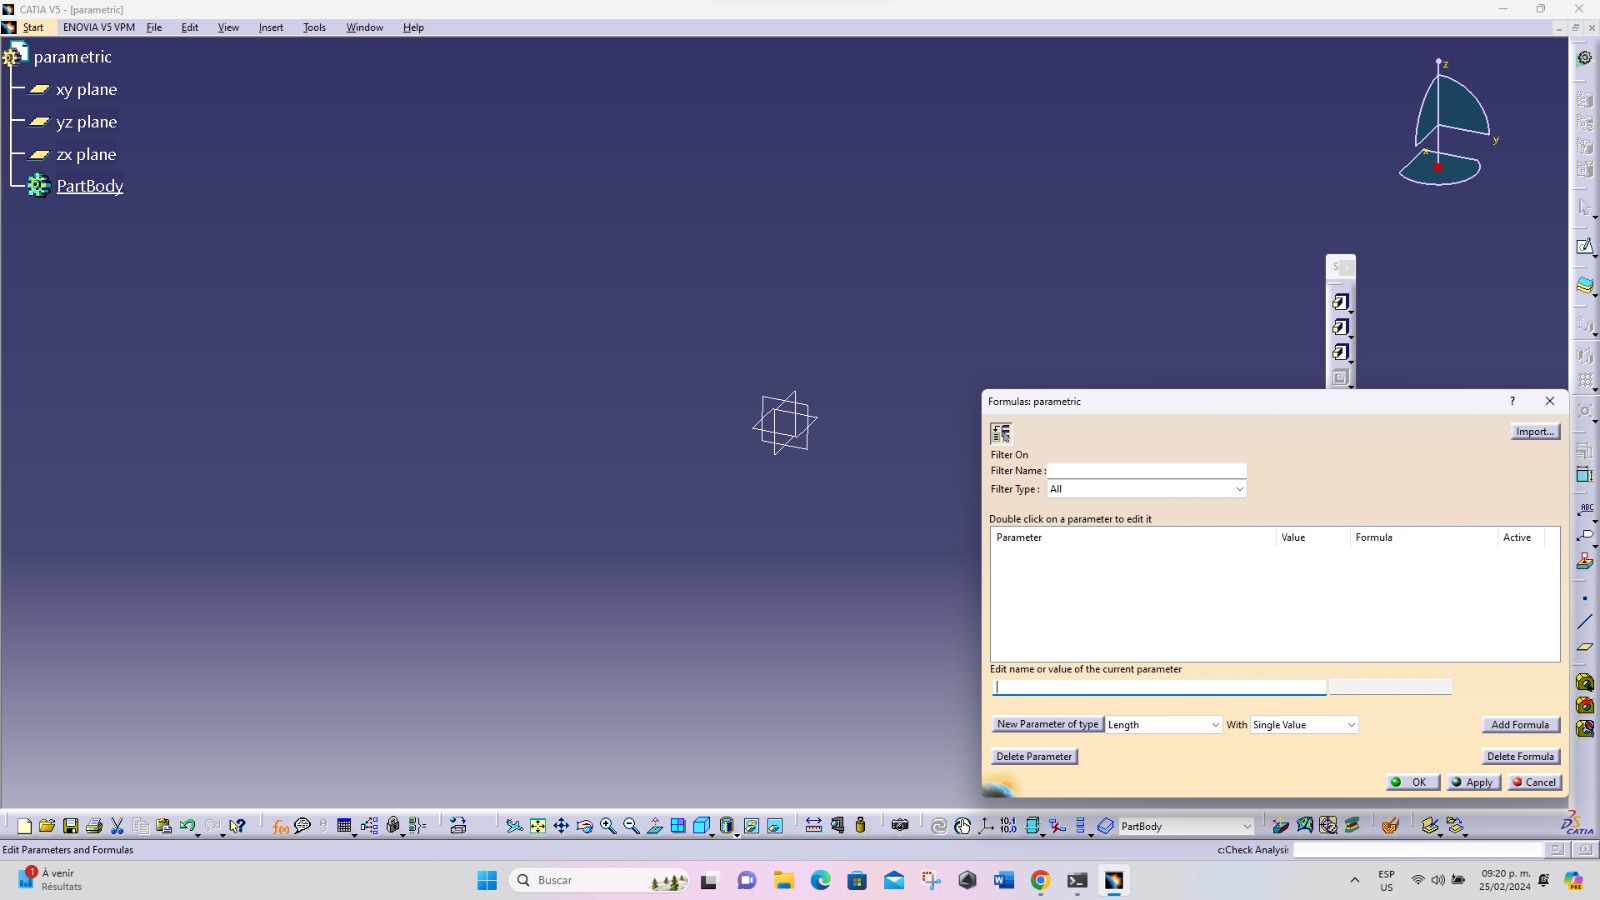 CATIA V5 - [parametric]
Start ENOVIA V5 VPM File Edit View Insert Tools Window Help
parametric
xy plane
yz plane
zx plane
PartBody
z
y
x
S
Formulas: parametric ?
Import...
Filter On
Filter Name :
Filter Type : All
Double click on a parameter to edit it
Parameter Value Formula Active
Edit name or value of the current parameter
New Parameter of type Length With Single Value Add Formula
Delete Parameter Delete Formula
OK Apply Cancel
ABC
PartBody
CATIA
Edit Parameters and Formulas c:Check Analysi:
1 À venir
Résultats
Buscar
ESP
US
09:20 p. m.
25/02/2024